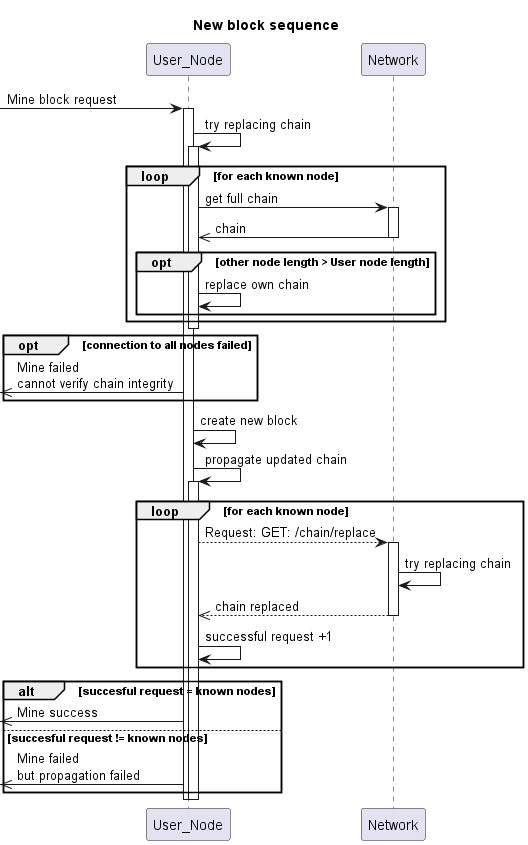 New block sequence
User_Node
Network
Mine block request
try replacing chain
loop
[for each known node]
get full chain
chain
opt
[other node length > User node length]
replace own chain
opt
[connection to all nodes failed]
Mine failed
cannot verify chain integrity
create new block
propagate updated chain
loop
[for each known node]
Request: GET: /chain/replace
try replacing chain
chain replaced
successful request +1
alt
[succesful request = known nodes]
Mine success
[succesful request != known nodes]
Mine failed
but propagation failed
User_Node
Network